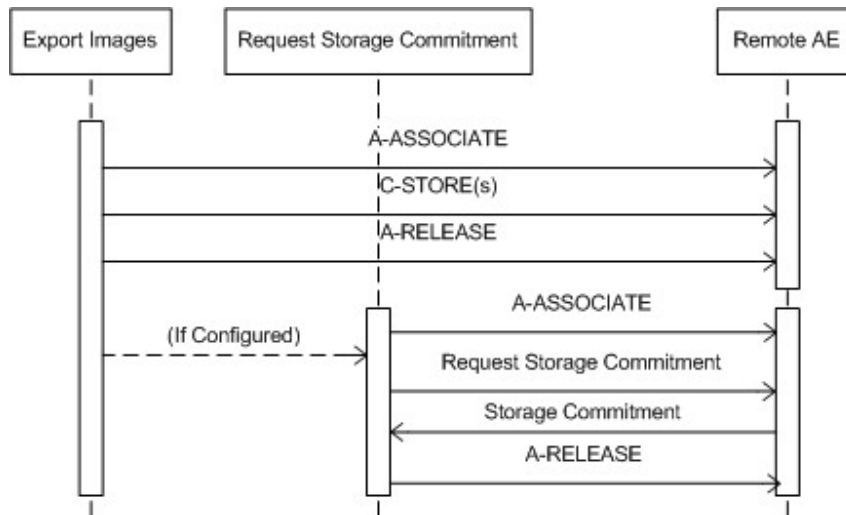 Export Images
Request Storage Commitment
Remote AE
A-ASSOCIATE
C-STORE(s)
A-RELEASE
A-ASSOCIATE
(If Configured)
Request Storage Commitment
Storage Commitment
A-RELEASE